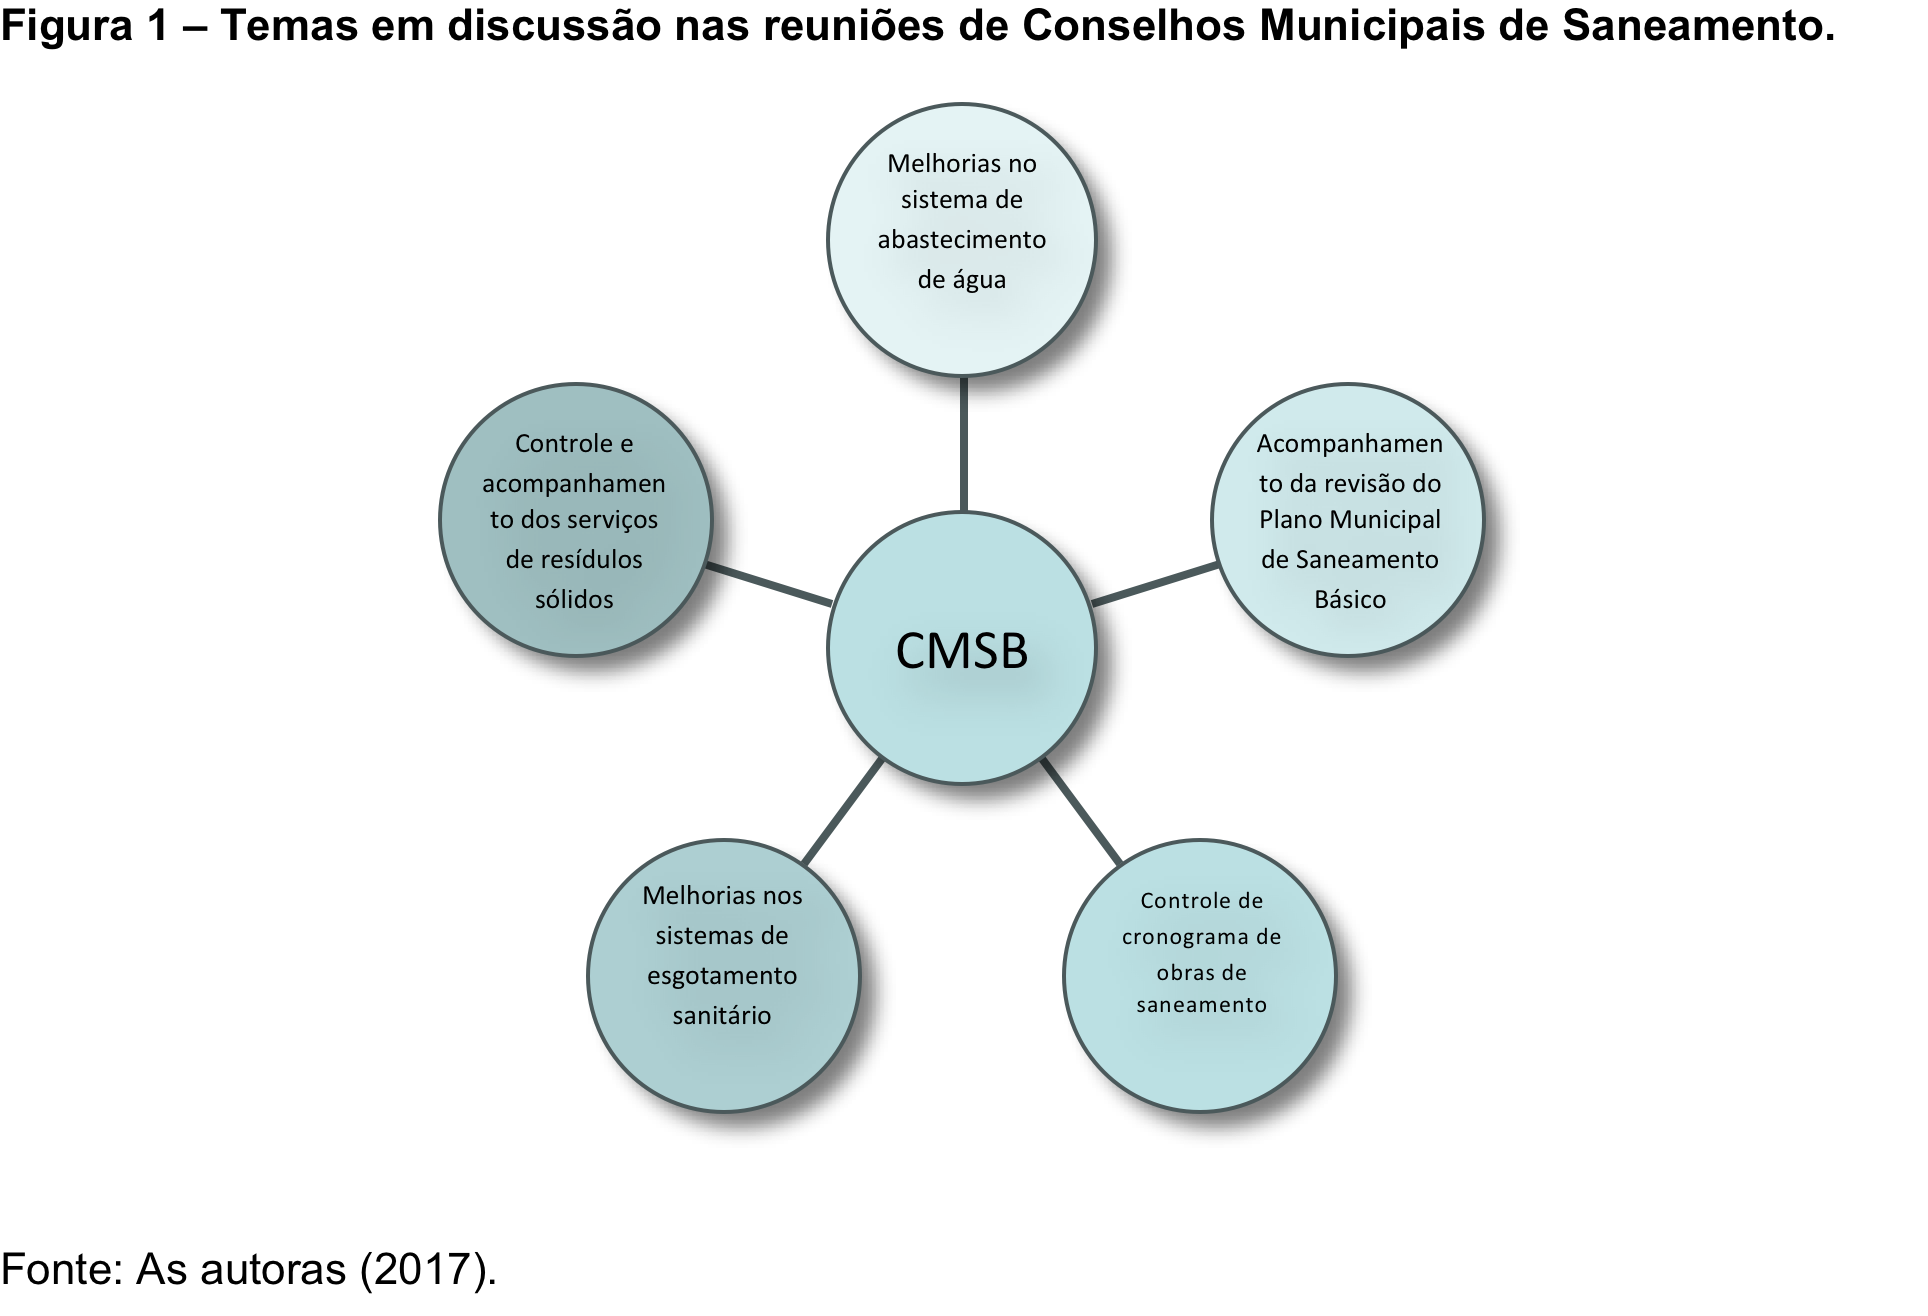 Figura 1 – Temas em discussão nas reuniões de Conselhos Municipais de Saneamento.
Melhorias no
sistema de
abastecimento
de água
Acompanhamen
to da revisão do
Plano Municipal
de Saneamento
Básico
Controle de
cronograma de
obras de
saneamento
Melhorias nos
sistemas de
esgotamento
sanitário
Controle e
acompanhamen
to dos serviços
de resídulos
sólidos
CMSB
Fonte: As autoras (2017).